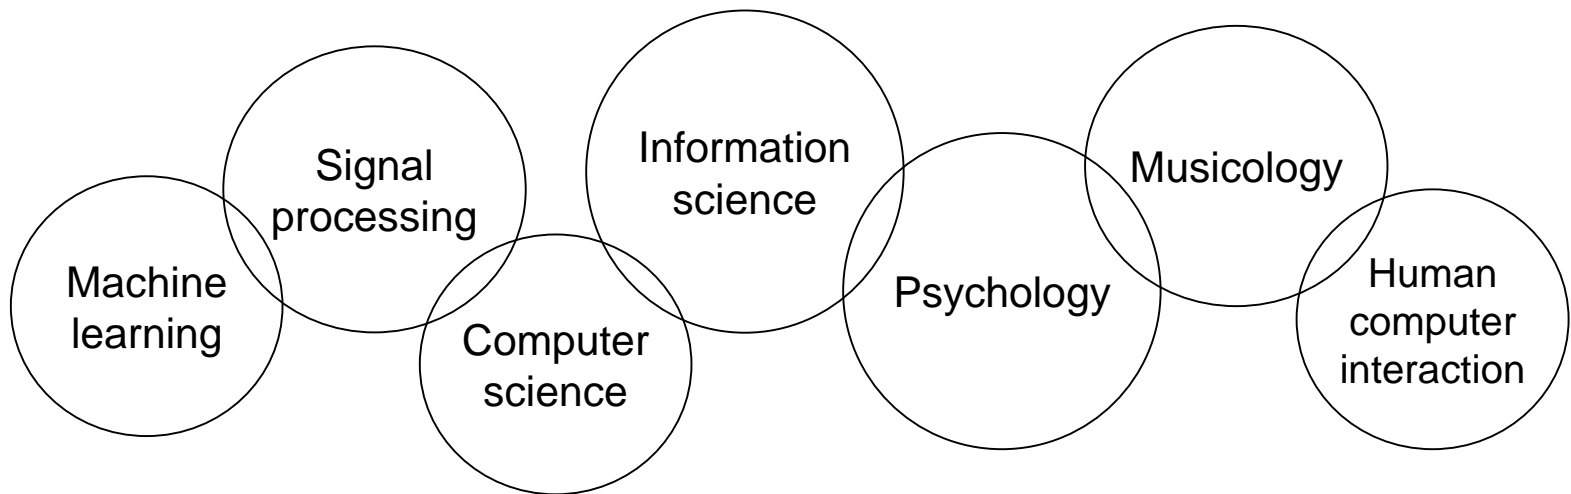 Machine
learning
Signal
processing
Computer
science
Information
science
Psychology
Musicology
Human
computer
interaction